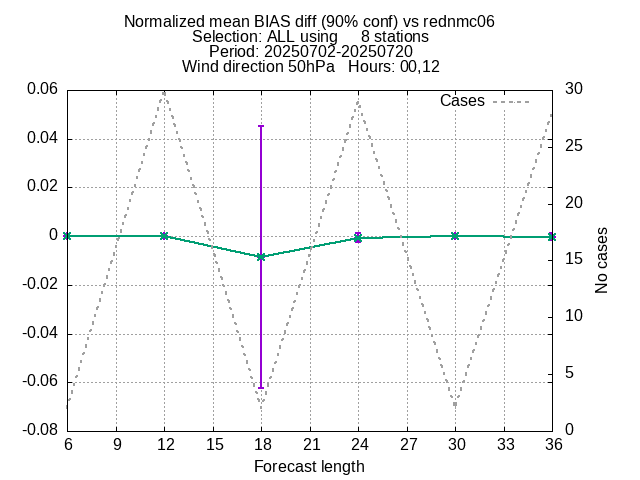 Normalized mean BIAS diff (90% conf) vs rednmc06
Selection: ALL using     8 stations
Period: 20250702-20250720
Wind direction 50hPa   Hours: 00,12
Cases
0.06
0.04
0.02
0
-0.02
-0.04
-0.06
-0.08
30
25
20
15
10
5
0
No cases
6 9 12 15 18 21 24 27 30 33 36
Forecast length